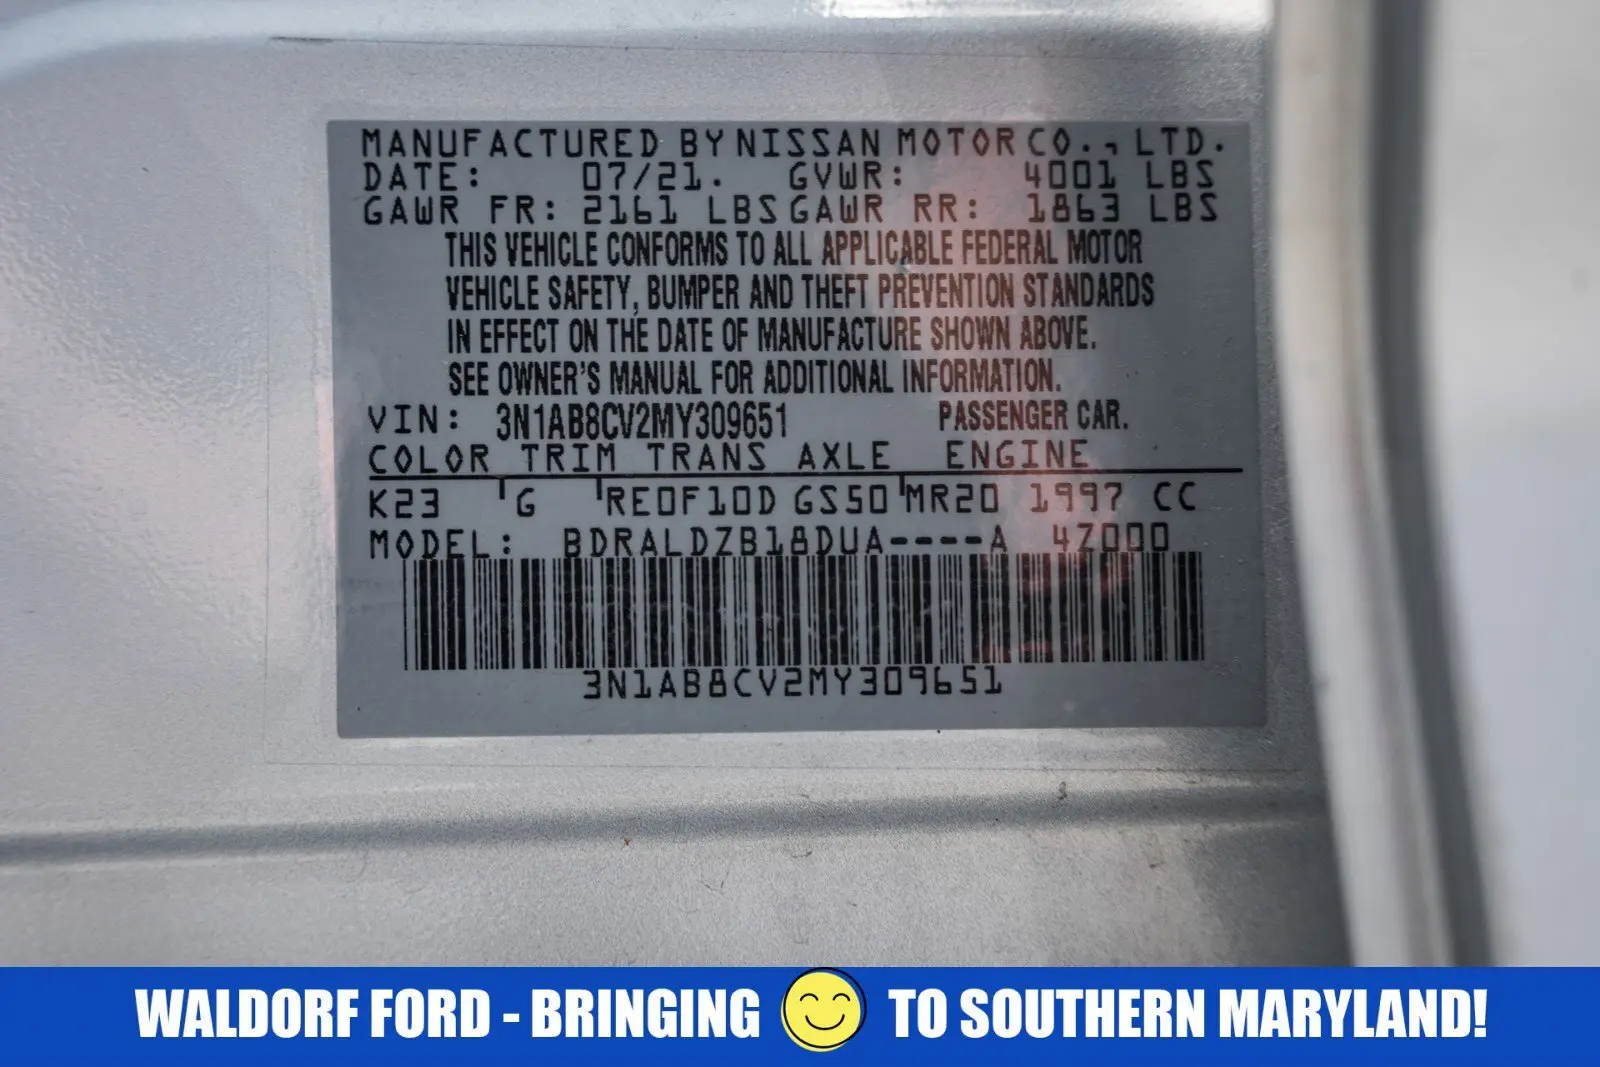 MANUFACTURED BY NISSAN MOTOR CO., LTD.
DATE: 07/21. GVWR: 4001 LBS
GAWR FR: 2161 LBS GAWR RR: 1863 LBS
THIS VEHICLE CONFORMS TO ALL APPLICABLE FEDERAL MOTOR
VEHICLE SAFETY, BUMPER AND THEFT PREVENTION STANDARDS
IN EFFECT ON THE DATE OF MANUFACTURE SHOWN ABOVE.
SEE OWNER'S MANUAL FOR ADDITIONAL INFORMATION.
VIN: 3N1AB8CV2MY309651 PASSENGER CAR.
COLOR TRIM TRANS AXLE ENGINE
K23 G RE0F10D GS50 MR20 1997 CC
MODEL: BDRALDZB18DUA----A 4Z000
3N1AB8CV2MY309651
WALDORF FORD - BRINGING TO SOUTHERN MARYLAND!